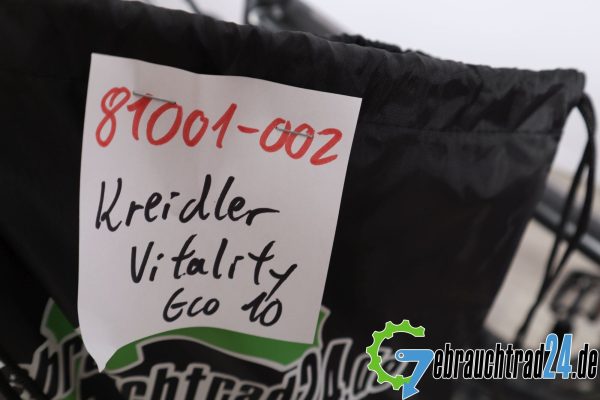 81001-002
Kreidler
Vitality
Eco 10
Gebrauchtrad24.de